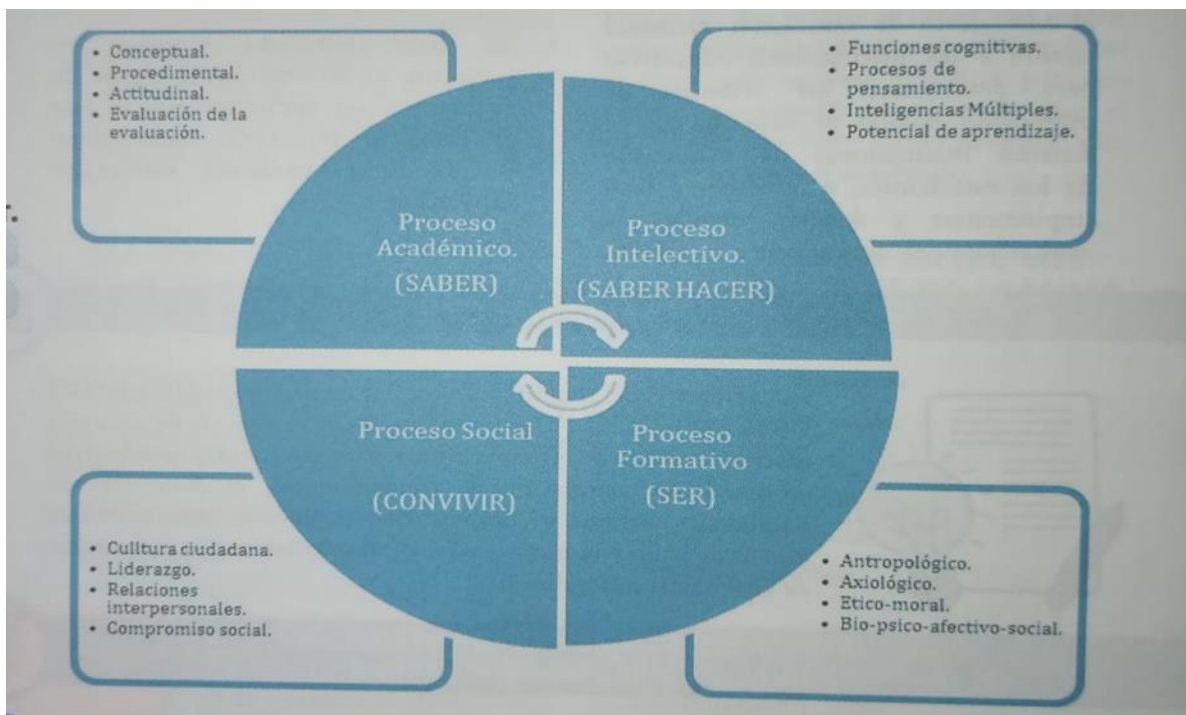 • Conceptual.
• Procedimental.
• Actitudinal.
• Evaluación de la
evaluación.
• Funciones cognitivas.
• Procesos de
pensamiento.
• Inteligencias Múltiples.
• Potencial de aprendizaje.
Proceso
Académico.
(SABER)
Proceso
Intelectivo.
(SABER HACER)
Proceso Social
(CONVIVIR)
Proceso
Formativo
(SER)
• Cultura ciudadana.
• Liderazgo.
• Relaciones
interpersonales.
• Compromiso social.
• Antropológico.
• Axiológico.
• Etico-moral.
• Bio-psico-afectivo-social.